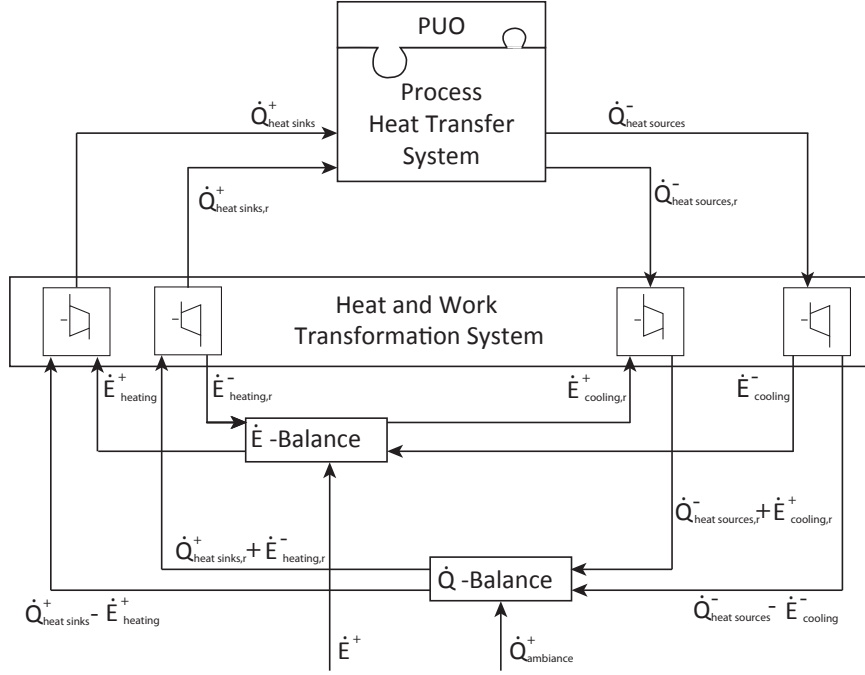 PUO
Process
Heat Transfer
System
Q̇⁺heat sinks
Q̇⁻heat sources
Q̇⁺heat sinks,r
Q̇⁻heat sources,r
Heat and Work
Transformation System
Ė⁺heating
Ė⁻heating,r
Ė⁺cooling,r
Ė⁻cooling
Ė -Balance
Q̇⁻heat sources,r + Ė⁺cooling,r
Q̇⁺heat sinks,r + Ė⁻heating,r
Q̇ -Balance
Q̇⁺heat sinks - Ė⁺heating
Q̇⁻heat sources - Ė⁻cooling
Ė⁺
Q̇⁺ambiance